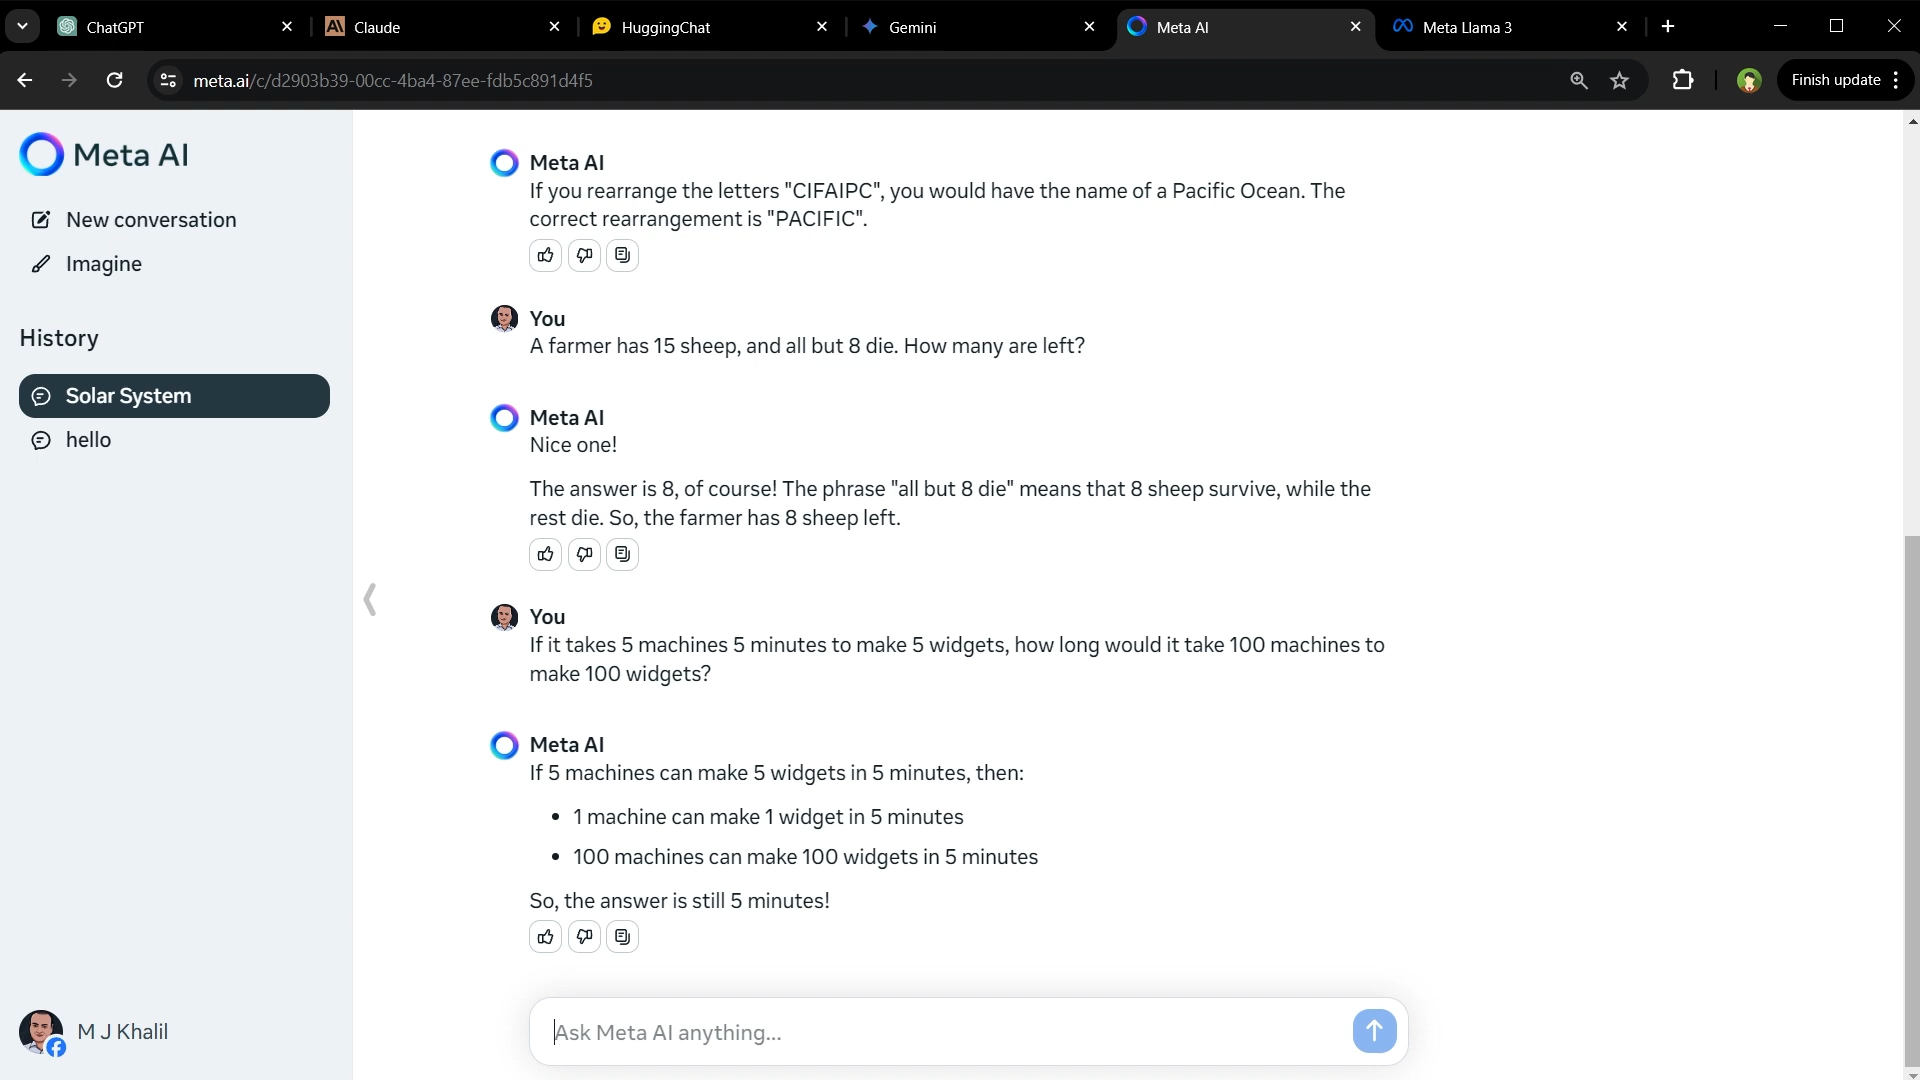 ChatGPT
Claude
HuggingChat
Gemini
Meta AI
Meta Llama 3
meta.ai/c/d2903b39-00cc-4ba4-87ee-fdb5c891d4f5
Finish update
Meta AI
New conversation
Imagine
History
Solar System
hello
M J Khalil
Meta AI
If you rearrange the letters "CIFAIPC", you would have the name of a Pacific Ocean. The
correct rearrangement is "PACIFIC".
You
A farmer has 15 sheep, and all but 8 die. How many are left?
Meta AI
Nice one!
The answer is 8, of course! The phrase "all but 8 die" means that 8 sheep survive, while the
rest die. So, the farmer has 8 sheep left.
You
If it takes 5 machines 5 minutes to make 5 widgets, how long would it take 100 machines to
make 100 widgets?
Meta AI
If 5 machines can make 5 widgets in 5 minutes, then:
• 1 machine can make 1 widget in 5 minutes
• 100 machines can make 100 widgets in 5 minutes
So, the answer is still 5 minutes!
Ask Meta AI anything...